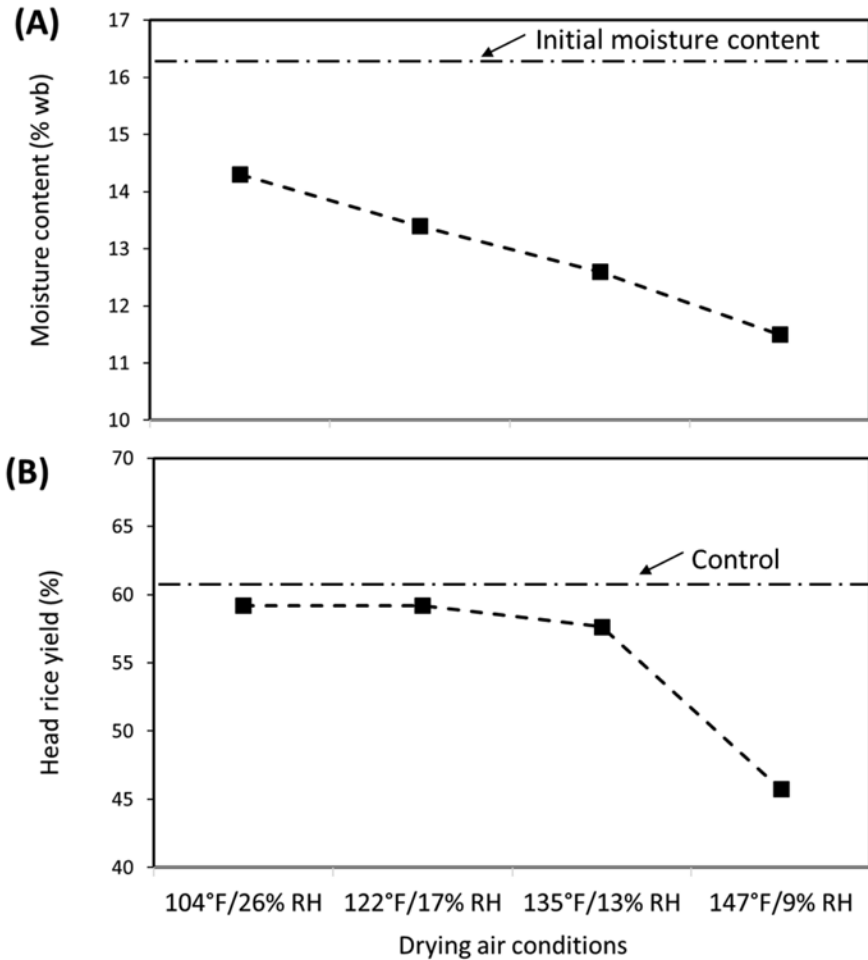 (A)
Moisture content (% wb)
17
16
15
14
13
12
11
10
Initial moisture content
(B)
Head rice yield (%)
70
65
60
55
50
45
40
Control
104°F/26% RH 122°F/17% RH 135°F/13% RH 147°F/9% RH
Drying air conditions